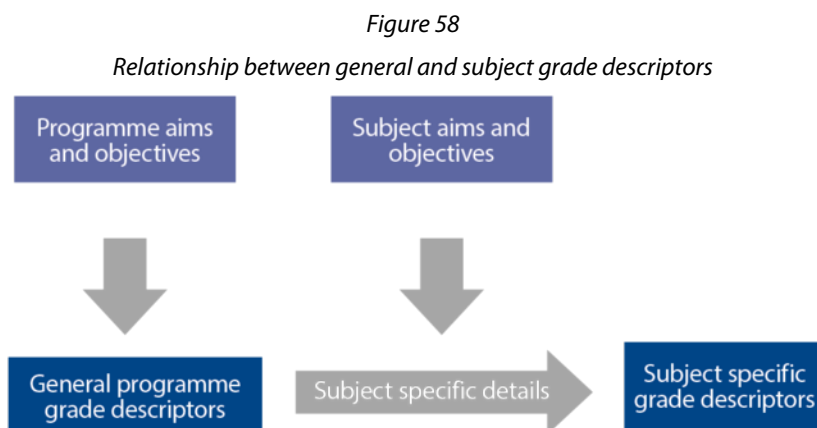 Figure 58
Relationship between general and subject grade descriptors
Programme aims
and objectives
Subject aims and
objectives
General programme
grade descriptors
Subject specific details
Subject specific
grade descriptors